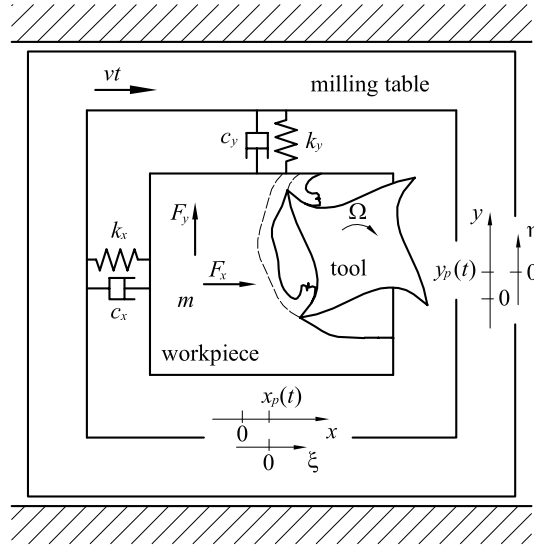 vt
milling table
c_y
k_y
F_y
Ω
y
η
k_x
F_x
tool
y_p(t)
0
0
m
c_x
workpiece
x_p(t)
0
x
0
ξ